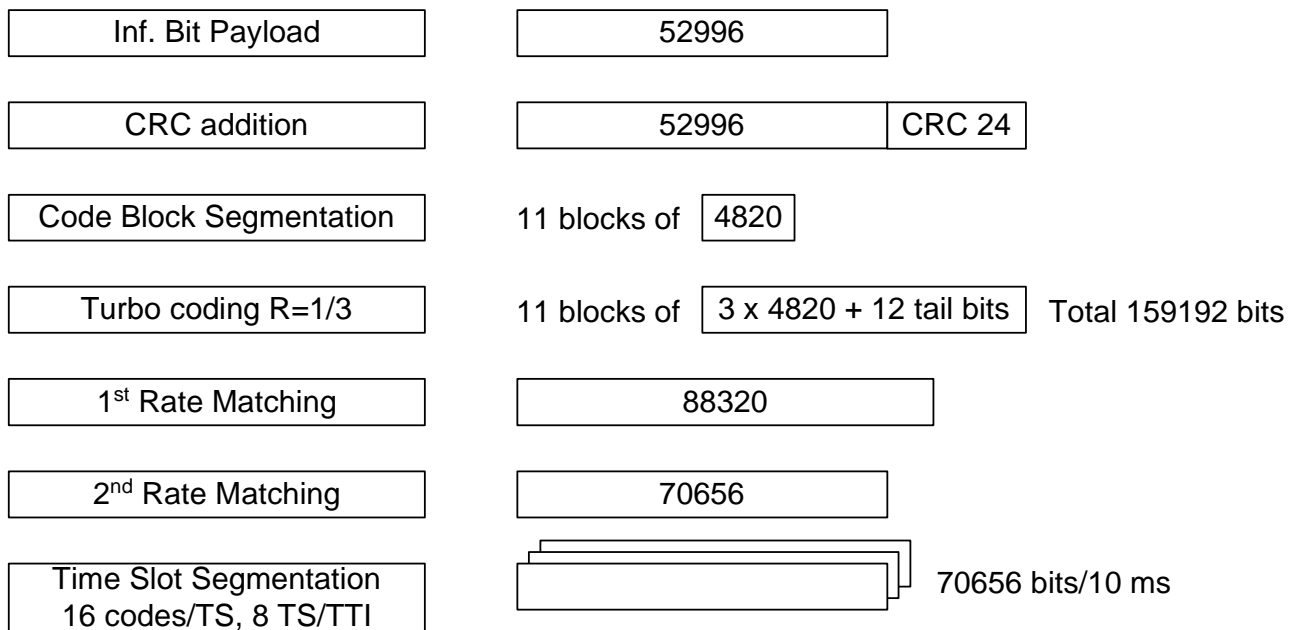 Inf. Bit Payload 52996
CRC addition 52996 CRC 24
Code Block Segmentation 11 blocks of 4820
Turbo coding R=1/3 11 blocks of 3 x 4820 + 12 tail bits Total 159192 bits
1st Rate Matching 88320
2nd Rate Matching 70656
Time Slot Segmentation
16 codes/TS, 8 TS/TTI
70656 bits/10 ms